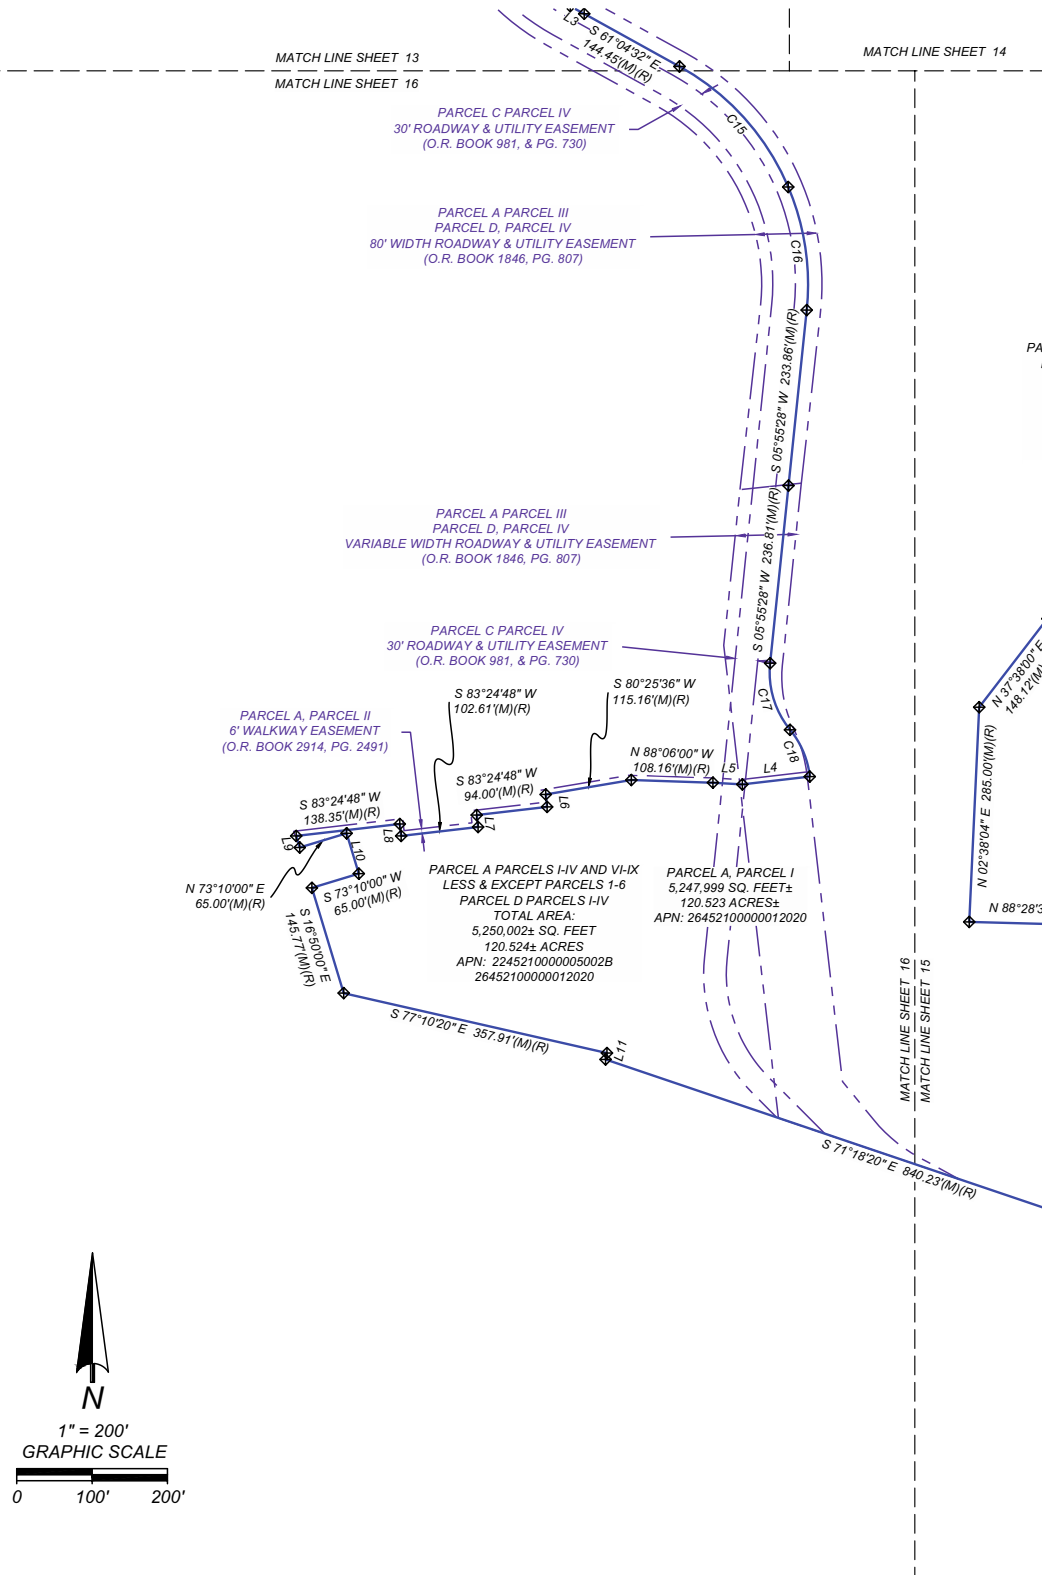 L3
S 61°04'32" E
144.45'(M)(R)
MATCH LINE SHEET 13
MATCH LINE SHEET 16
MATCH LINE SHEET 14
PARCEL C PARCEL IV
30' ROADWAY & UTILITY EASEMENT
(O.R. BOOK 981, & PG. 730)
C15
PARCEL A PARCEL III
PARCEL D, PARCEL IV
80' WIDTH ROADWAY & UTILITY EASEMENT
(O.R. BOOK 1846, PG. 807)
C16
S 05°55'28" W 233.86'(M)(R)
PA
PARCEL A PARCEL III
PARCEL D, PARCEL IV
VARIABLE WIDTH ROADWAY & UTILITY EASEMENT
(O.R. BOOK 1846, PG. 807)
S 05°55'28" W 236.81'(M)(R)
PARCEL C PARCEL IV
30' ROADWAY & UTILITY EASEMENT
(O.R. BOOK 981, & PG. 730)
N 37°38'00" E
148.12'(M)
C17
C18
S 83°24'48" W
102.61'(M)(R)
S 80°25'36" W
115.16'(M)(R)
PARCEL A, PARCEL II
6' WALKWAY EASEMENT
(O.R. BOOK 2914, PG. 2491)
N 88°06'00" W
108.16'(M)(R)
L5
L4
S 83°24'48" W
94.00'(M)(R)
L6
S 83°24'48" W
138.35'(M)(R)
L7
L8
L9
L10
N 02°38'04" E 285.00'(M)(R)
N 73°10'00" E
65.00'(M)(R)
S 73°10'00" W
65.00'(M)(R)
PARCEL A PARCELS I-IV AND VI-IX
LESS & EXCEPT PARCELS 1-6
PARCEL D PARCELS I-IV
TOTAL AREA:
5,250,002± SQ. FEET
120.524± ACRES
APN: 2245210000005002B
26452100000012020
PARCEL A, PARCEL I
5,247,999 SQ. FEET±
120.523 ACRES±
APN: 26452100000012020
N 88°28'3
S 16°50'00" E
145.77'(M)(R)
S 77°10'20" E 357.91'(M)(R)
L11
MATCH LINE SHEET 16
MATCH LINE SHEET 15
S 71°18'20" E 840.23'(M)(R)
N
1" = 200'
GRAPHIC SCALE
0 100' 200'